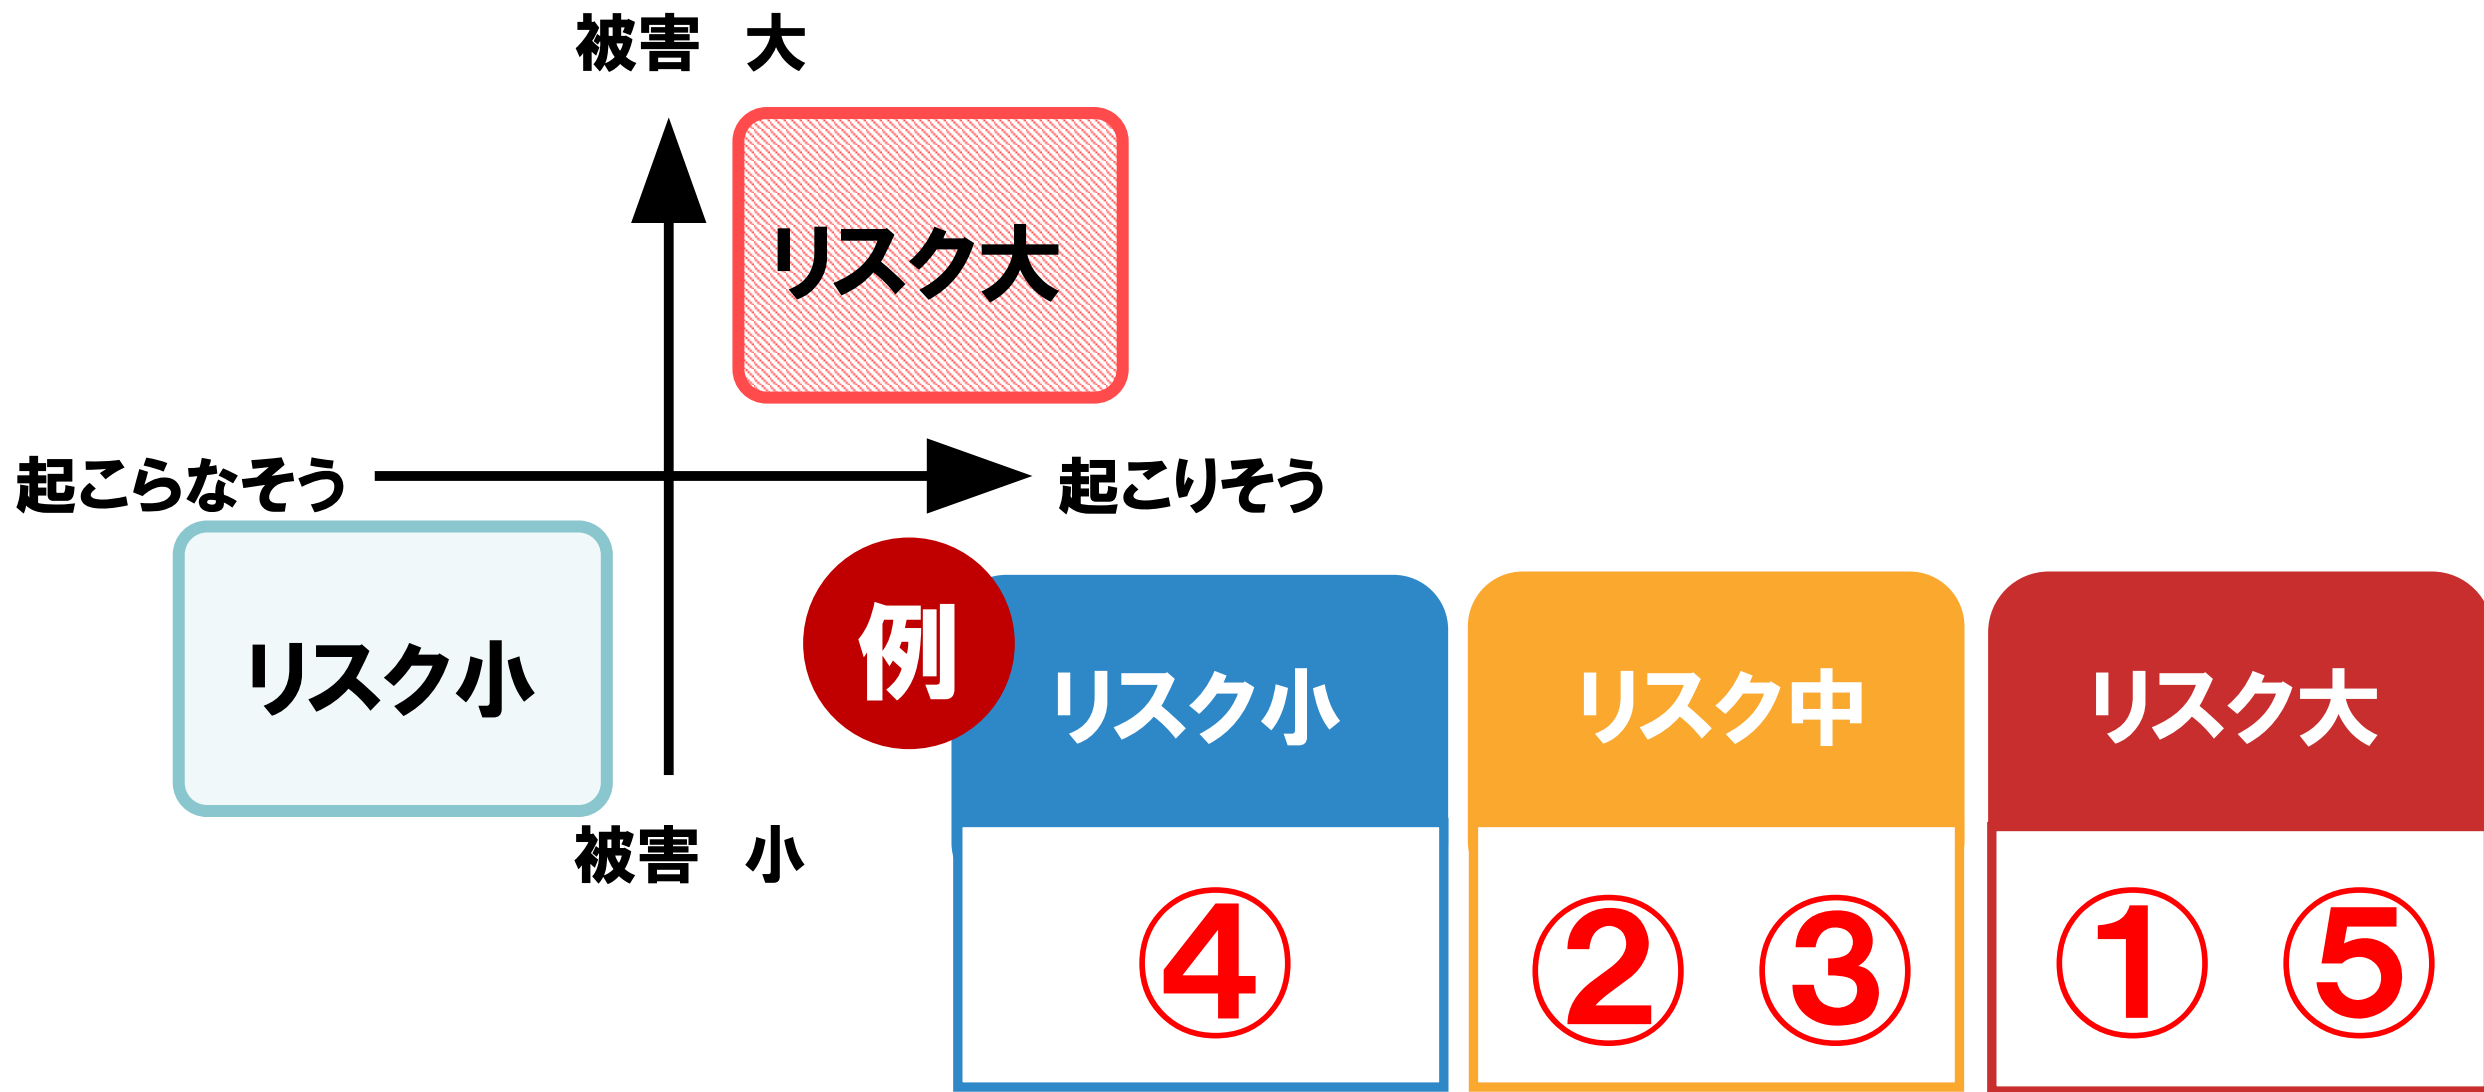 被害 大
リスク大
起こらなそう
起こりそう
リスク小
被害 小
例
リスク小
リスク中
リスク大
④
② ③
① ⑤